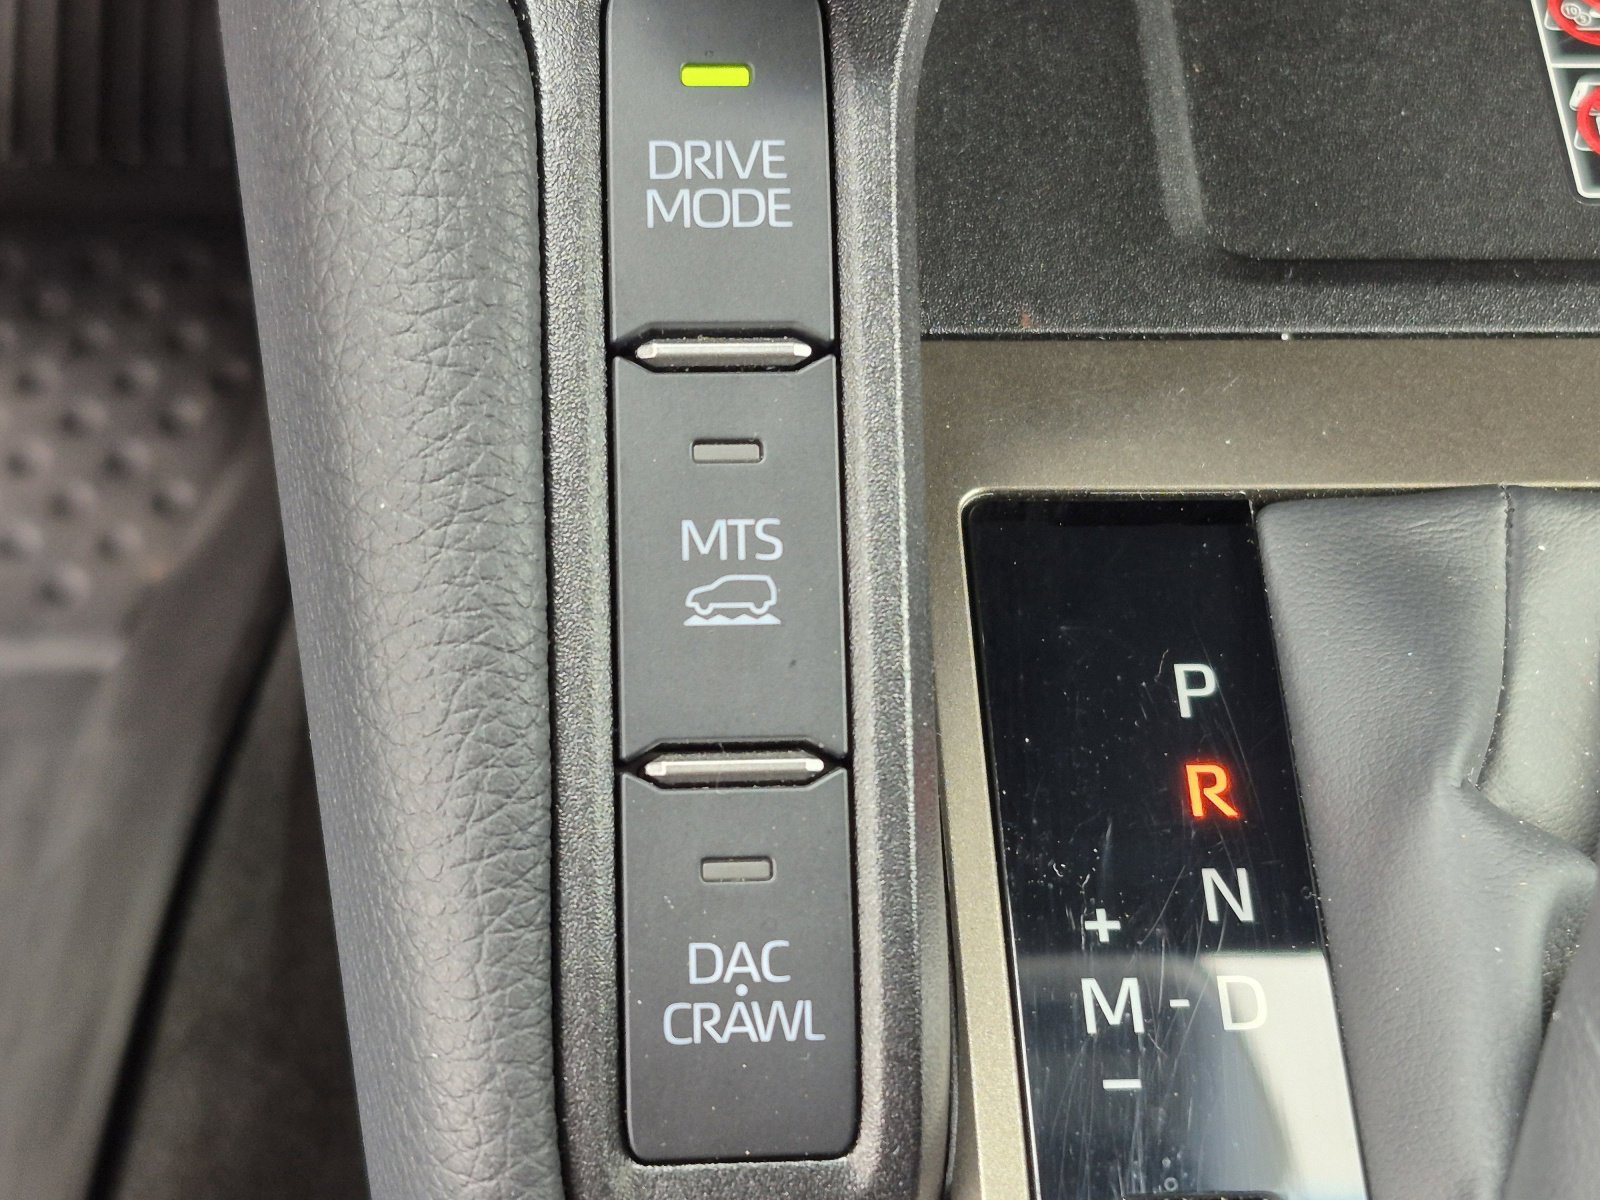 DRIVE
MODE
MTS
DAC
CRAWL
P
R
N
+
M - D
-